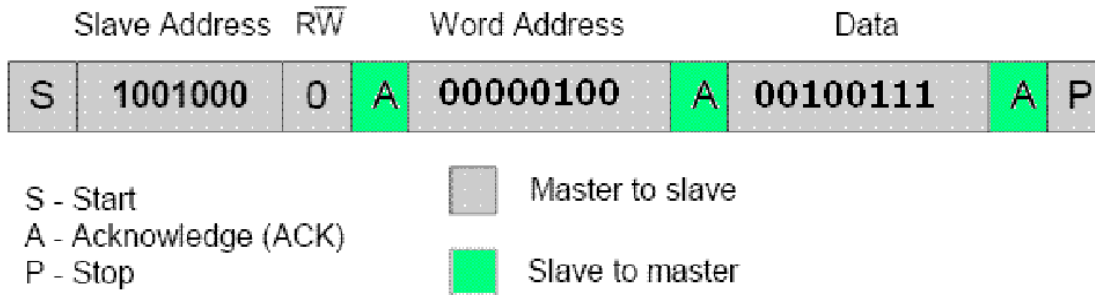 Slave Address RW̅ Word Address Data
S 1001000 0 A 00000100 A 00100111 A P
S - Start
A - Acknowledge (ACK)
P - Stop
Master to slave
Slave to master